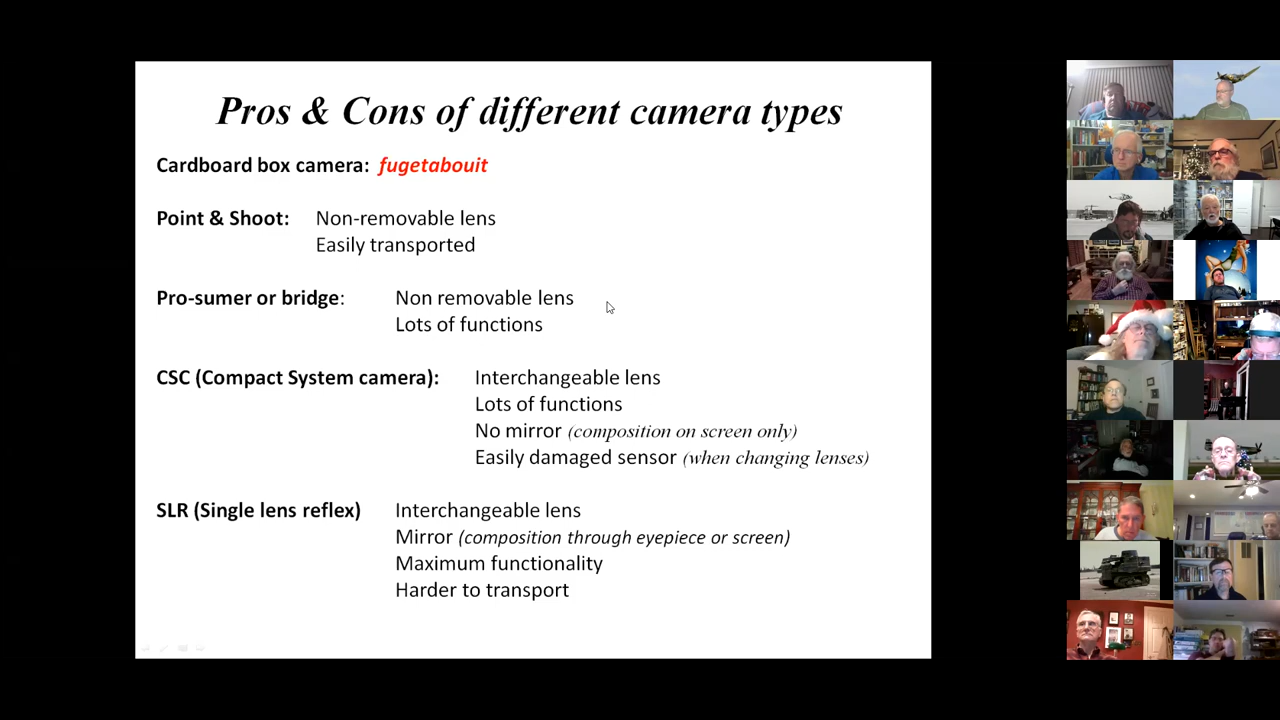 Pros & Cons of different camera types
Cardboard box camera: fugetabouit
Point & Shoot: Non-removable lens
Easily transported
Pro-sumer or bridge: Non removable lens
Lots of functions
CSC (Compact System camera): Interchangeable lens
Lots of functions
No mirror (composition on screen only)
Easily damaged sensor (when changing lenses)
SLR (Single lens reflex) Interchangeable lens
Mirror (composition through eyepiece or screen)
Maximum functionality
Harder to transport